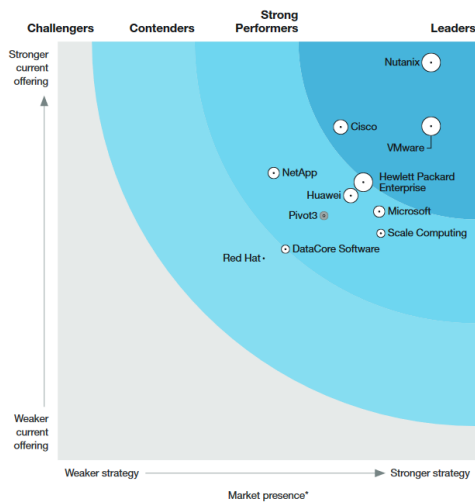 Challengers
Contenders
Strong
Performers
Leaders
Stronger
current
offering
Nutanix
Cisco
VMware
NetApp
Hewlett Packard
Enterprise
Huawei
Pivot3
Microsoft
Scale Computing
DataCore Software
Red Hat
Weaker
current
offering
Weaker strategy
Stronger strategy
Market presence*